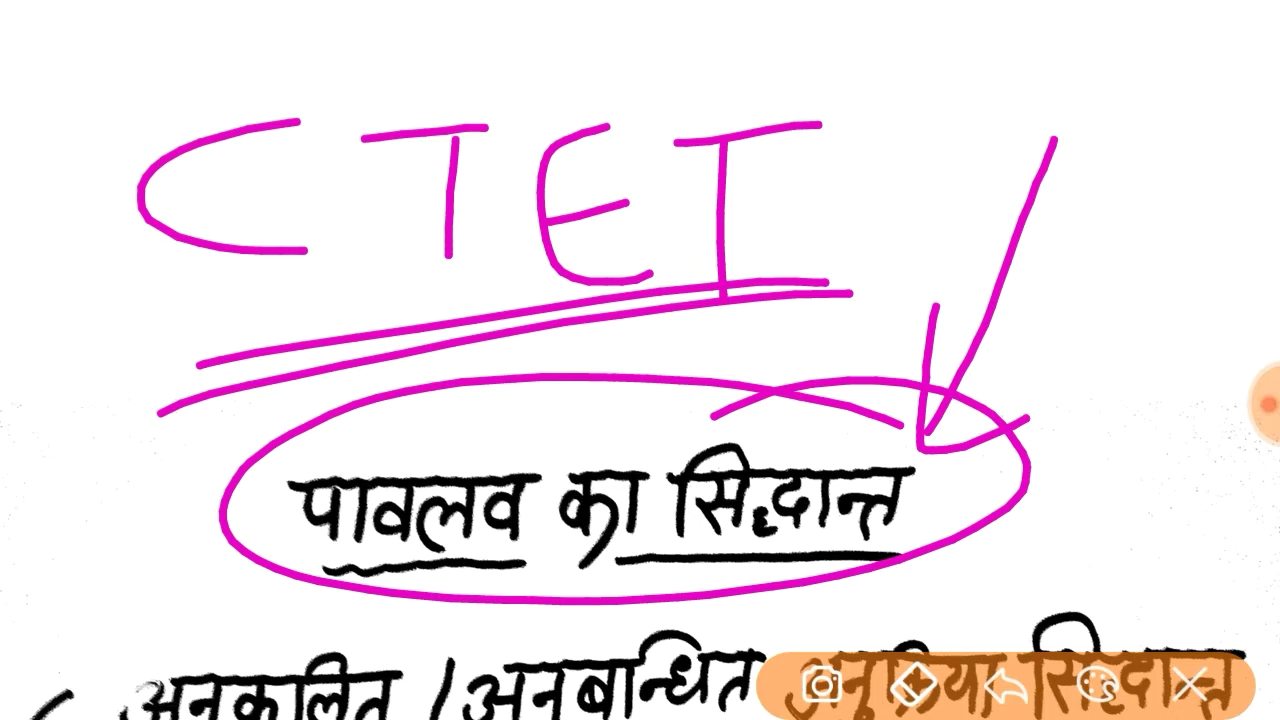 CTET
पावलव का सिद्धान्त
( अनुकूलित / अनुबन्धित अनुक्रिया सिद्धान्त